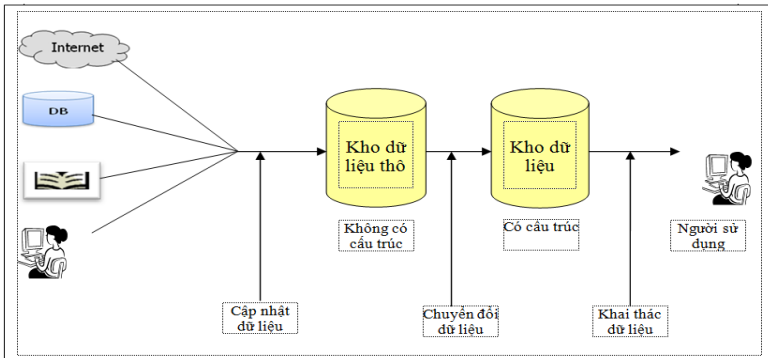 Internet
DB
Kho dữ
liệu thô
Kho dữ
liệu
Không có
cấu trúc
Có cấu trúc
Người sử
dụng
Cập nhật
dữ liệu
Chuyển đổi
dữ liệu
Khai thác
dữ liệu